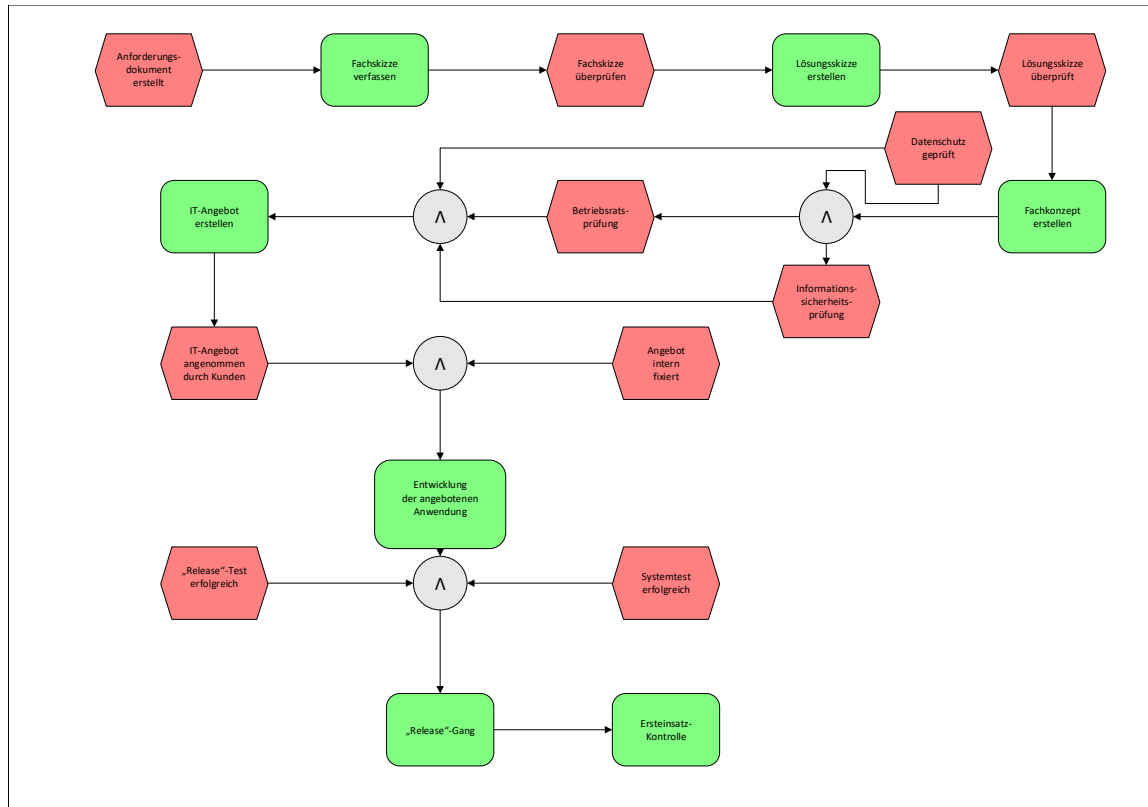 Anforderungs-
dokument
erstellt
Fachskizze
verfassen
Fachskizze
überprüfen
Lösungsskizze
erstellen
Lösungsskizze
überprüft
Datenschutz
geprüft
IT-Angebot
erstellen
Λ
Betriebsrats-
prüfung
Λ
Fachkonzept
erstellen
Informations-
sicherheits-
prüfung
IT-Angebot
angenommen
durch Kunden
Λ
Angebot
intern
fixiert
Entwicklung
der angebotenen
Anwendung
„Release“-Test
erfolgreich
Λ
Systemtest
erfolgreich
„Release“-Gang
Ersteinsatz-
Kontrolle